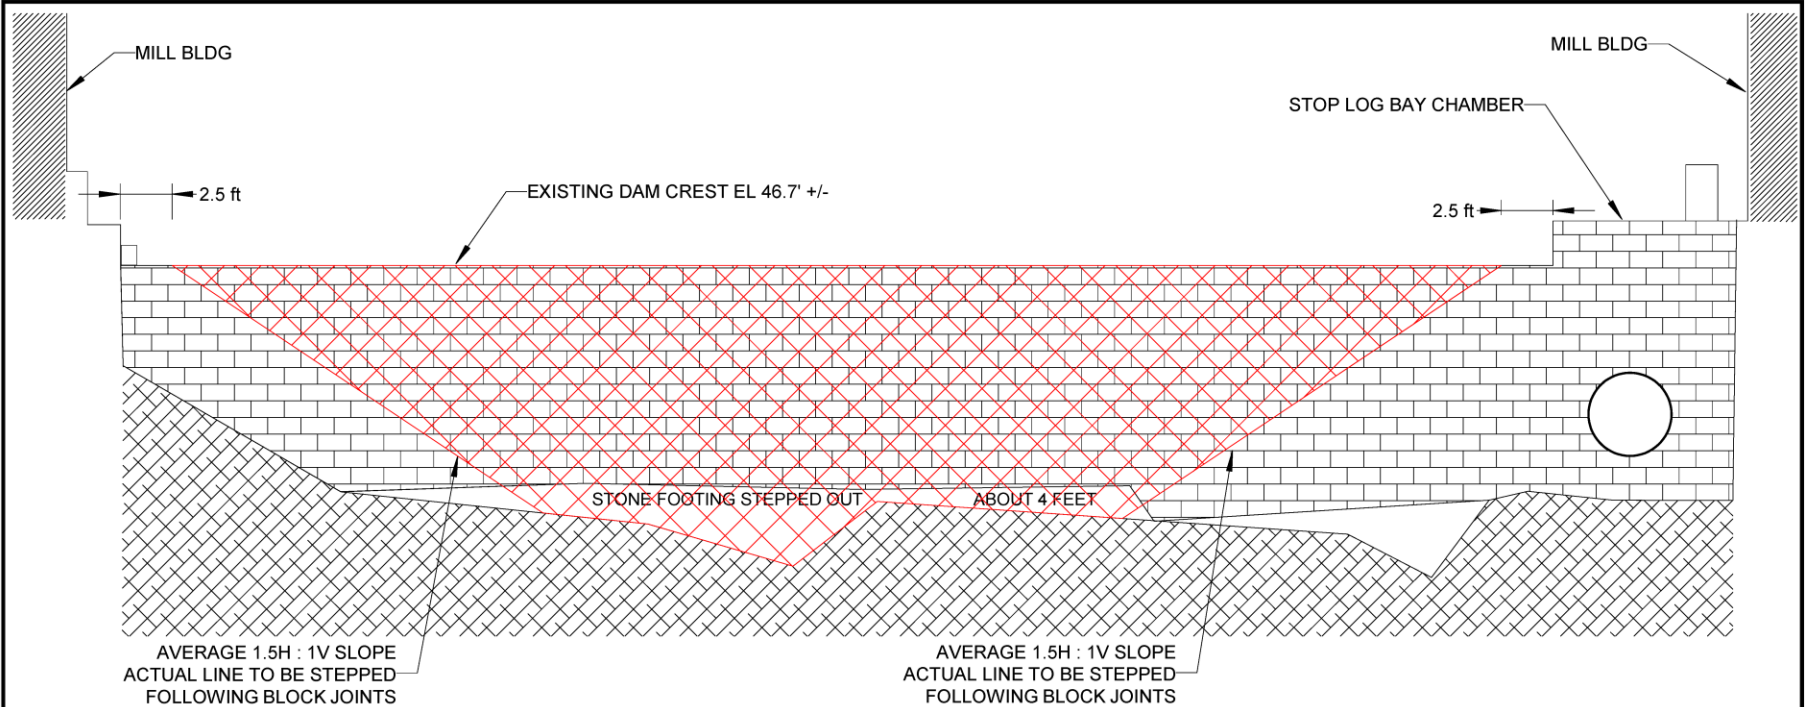 MILL BLDG
MILL BLDG
STOP LOG BAY CHAMBER
2.5 ft
EXISTING DAM CREST EL 46.7' +/-
2.5 ft
STONE FOOTING STEPPED OUT ABOUT 4 FEET
AVERAGE 1.5H : 1V SLOPE
ACTUAL LINE TO BE STEPPED
FOLLOWING BLOCK JOINTS
AVERAGE 1.5H : 1V SLOPE
ACTUAL LINE TO BE STEPPED
FOLLOWING BLOCK JOINTS